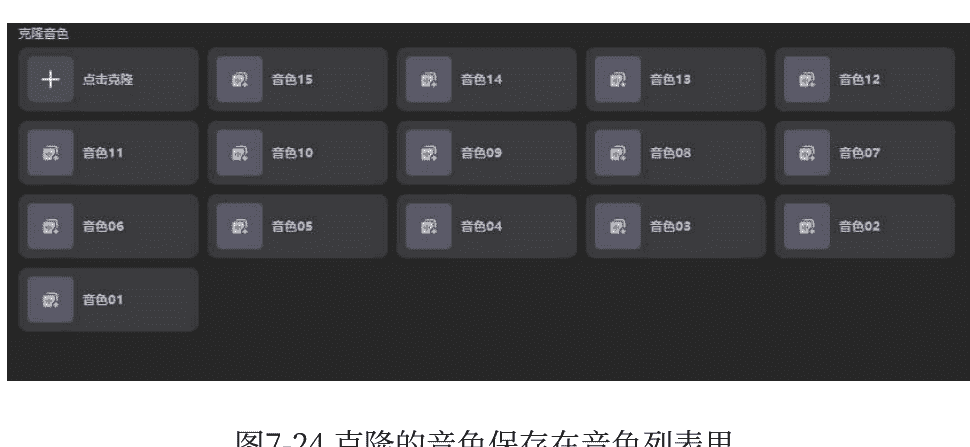 克隆音色
点击克隆 音色15 音色14 音色13 音色12
音色11 音色10 音色09 音色08 音色07
音色06 音色05 音色04 音色03 音色02
音色01
图7-24 克隆的音色保存在音色列表里